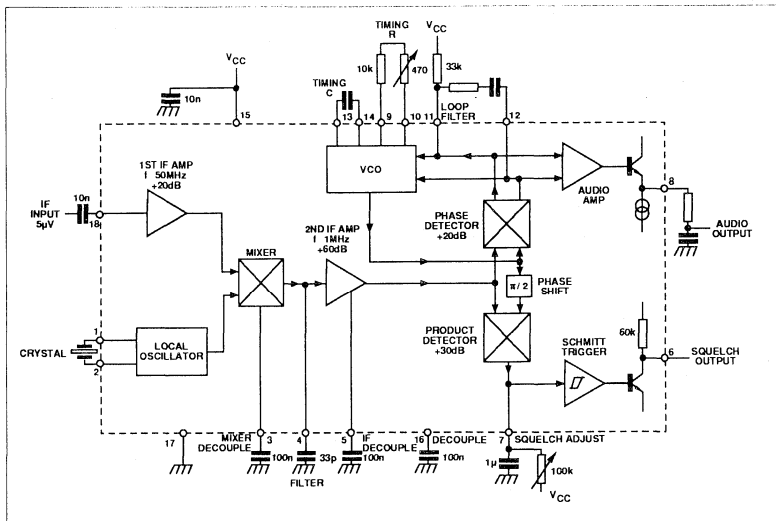 VCC
10n
15
TIMING
R
10k
470
TIMING
C
13
14
9
10
VCC
33k
11
LOOP
FILTER
12
1ST IF AMP
f 50MHz
+20dB
10n
IF
INPUT
5µV
18
VCO
AUDIO
AMP
8
AUDIO
OUTPUT
PHASE
DETECTOR
+20dB
2ND IF AMP
f 1MHz
+60dB
MIXER
π/2
PHASE
SHIFT
LOCAL
OSCILLATOR
1
2
CRYSTAL
PRODUCT
DETECTOR
+30dB
SCHMITT
TRIGGER
60k
6
SQUELCH
OUTPUT
17
MIXER
DECOUPLE
3
100n
4
33p
FILTER
5
IF
DECOUPLE
100n
16
DECOUPLE
100n
7
SQUELCH ADJUST
1µ
100k
VCC